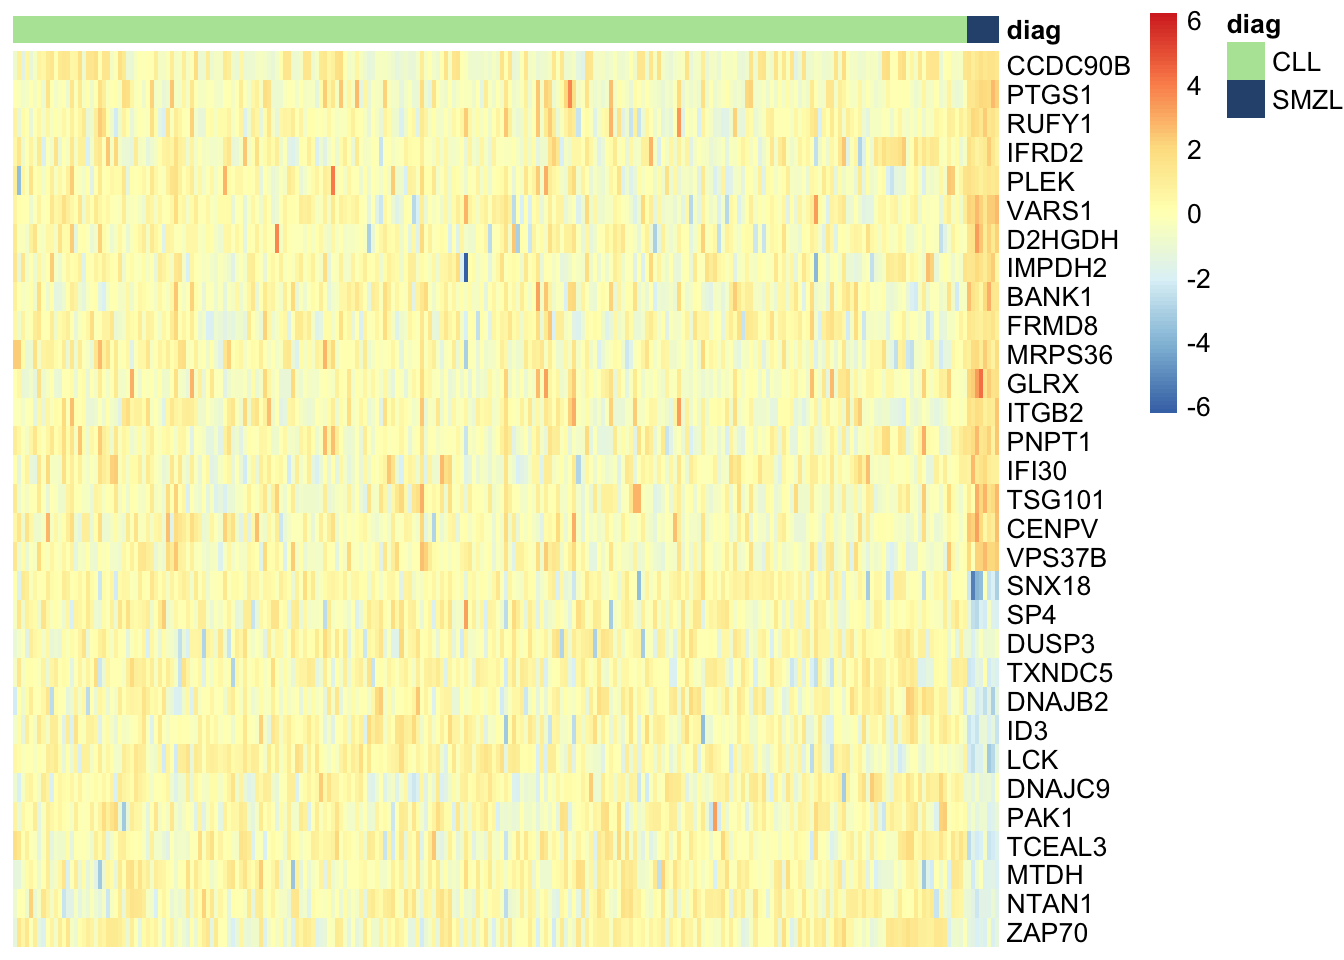 diag
CCDC90B
PTGS1
RUFY1
IFRD2
PLEK
VARS1
D2HGDH
IMPDH2
BANK1
FRMD8
MRPS36
GLRX
ITGB2
PNPT1
IFI30
TSG101
CENPV
VPS37B
SNX18
SP4
DUSP3
TXNDC5
DNAJB2
ID3
LCK
DNAJC9
PAK1
TCEAL3
MTDH
NTAN1
ZAP70
6
4
2
0
-2
-4
-6
diag
CLL
SMZL